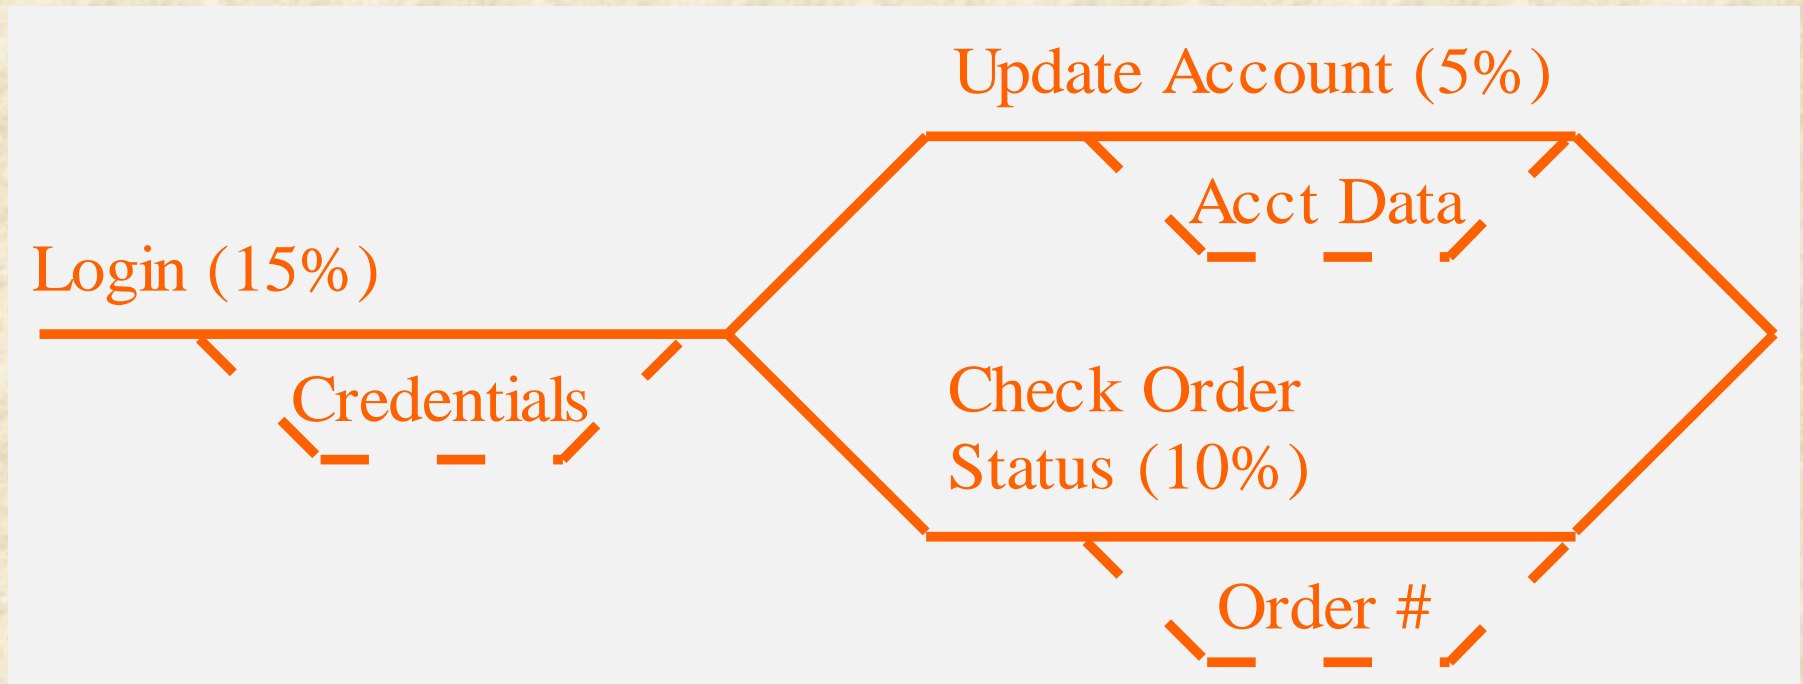 Update Account (5%)
Acct Data
Login (15%)
Credentials
Check Order
Status (10%)
Order #